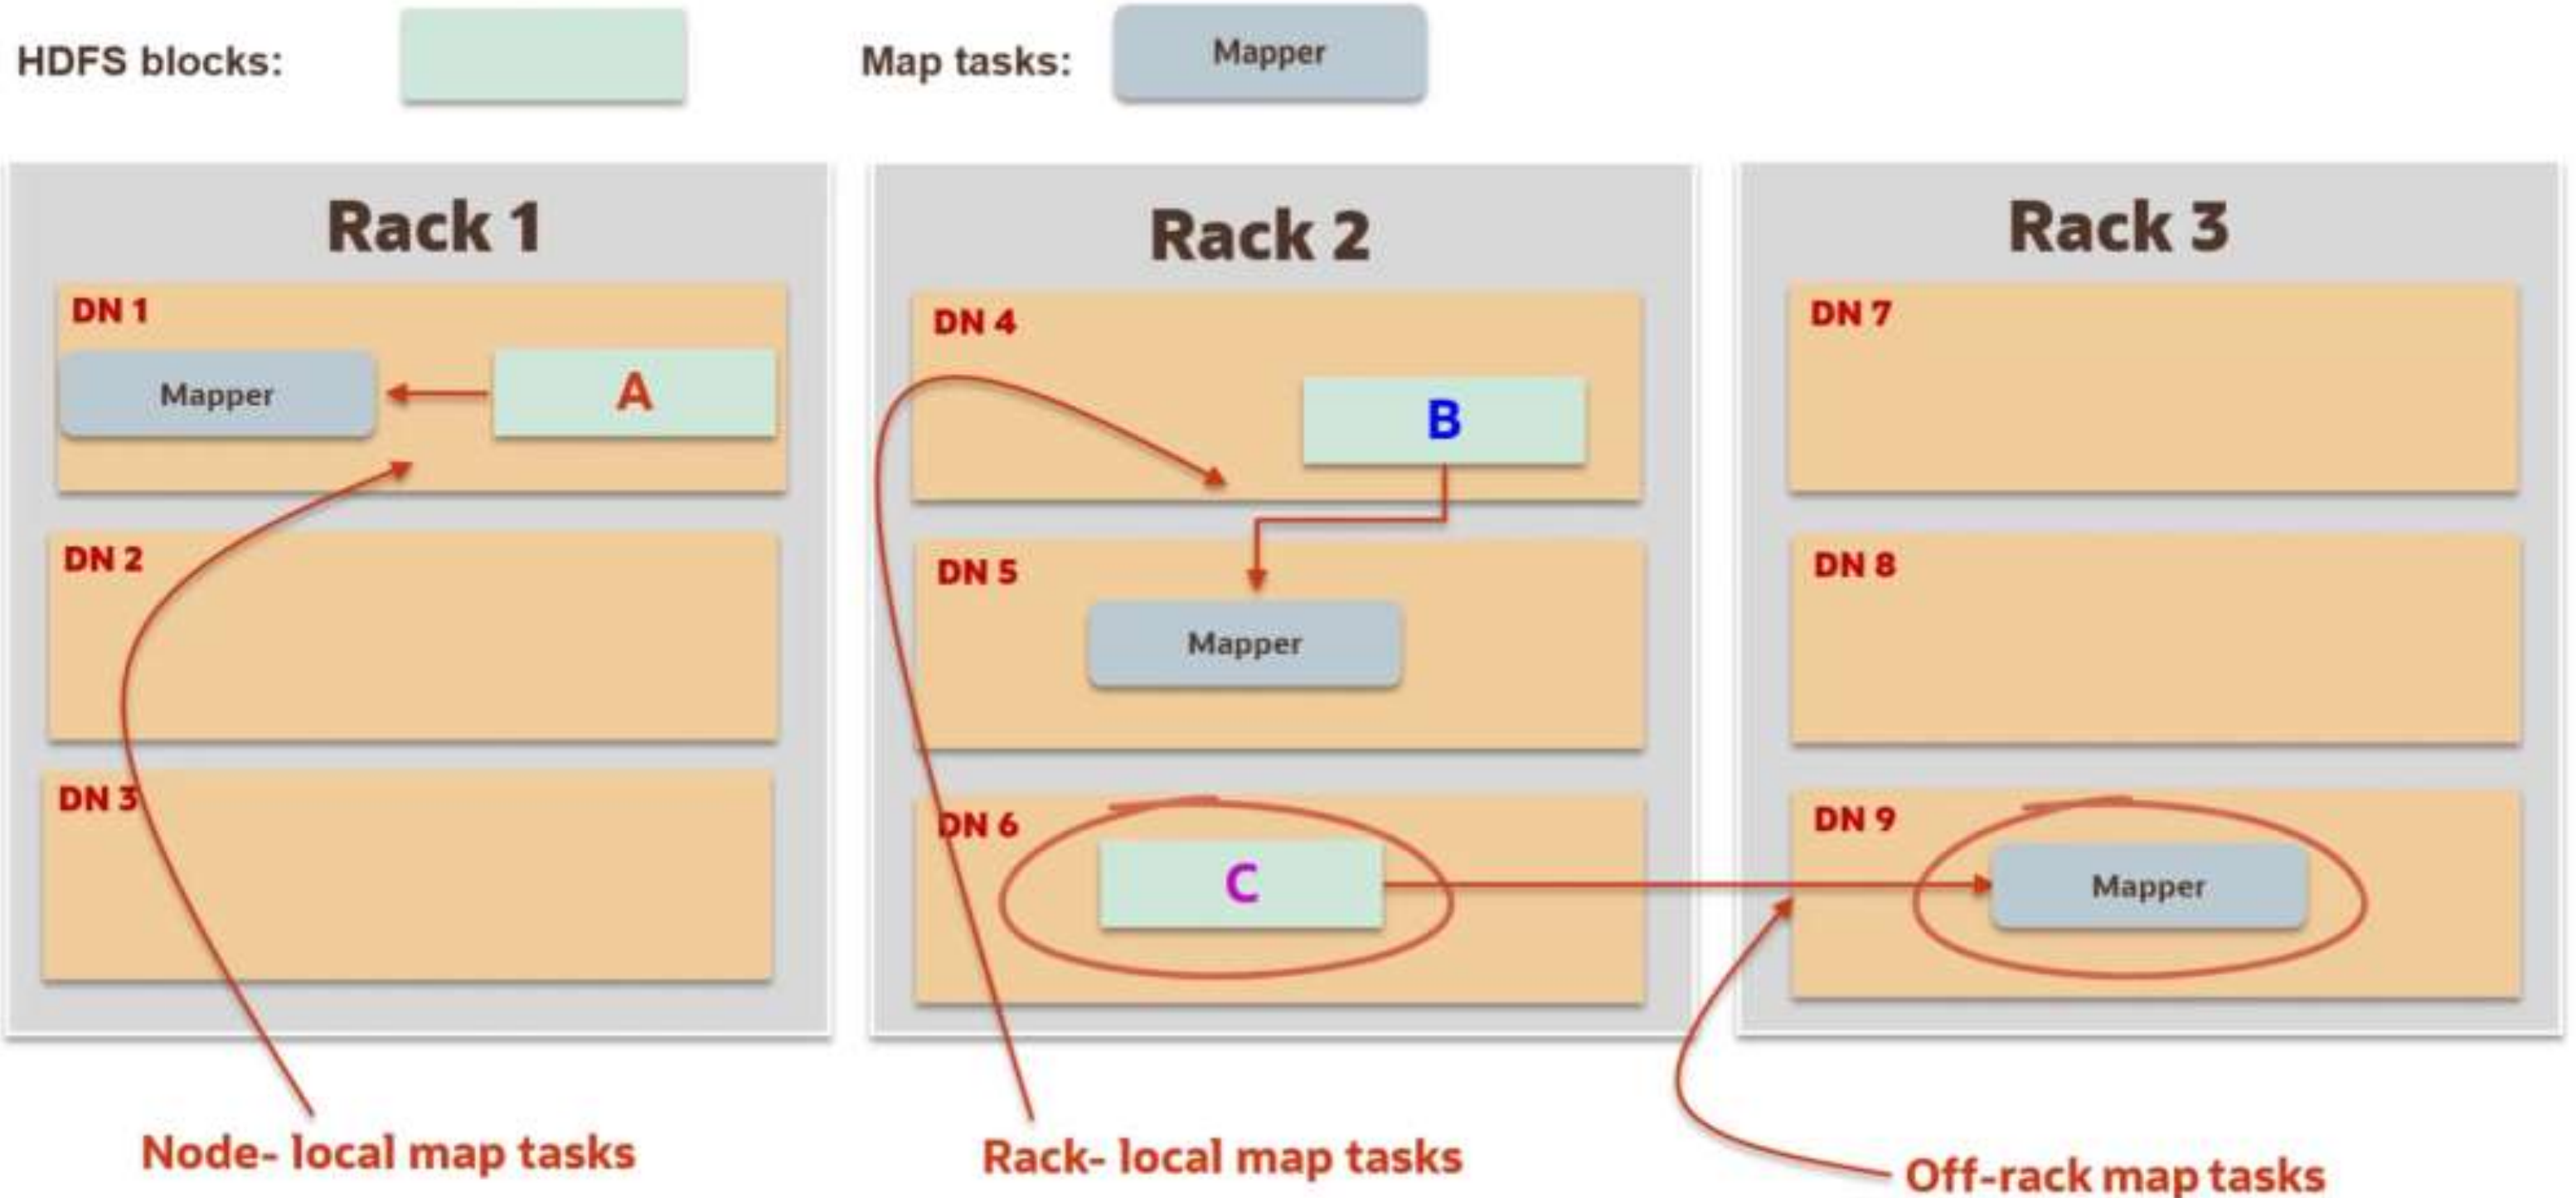 HDFS blocks:
Map tasks:
Mapper
Rack 1
DN 1
Mapper
A
DN 2
DN 3
Rack 2
DN 4
B
DN 5
Mapper
DN 6
C
Rack 3
DN 7
DN 8
DN 9
Mapper
Node- local map tasks
Rack- local map tasks
Off-rack map tasks